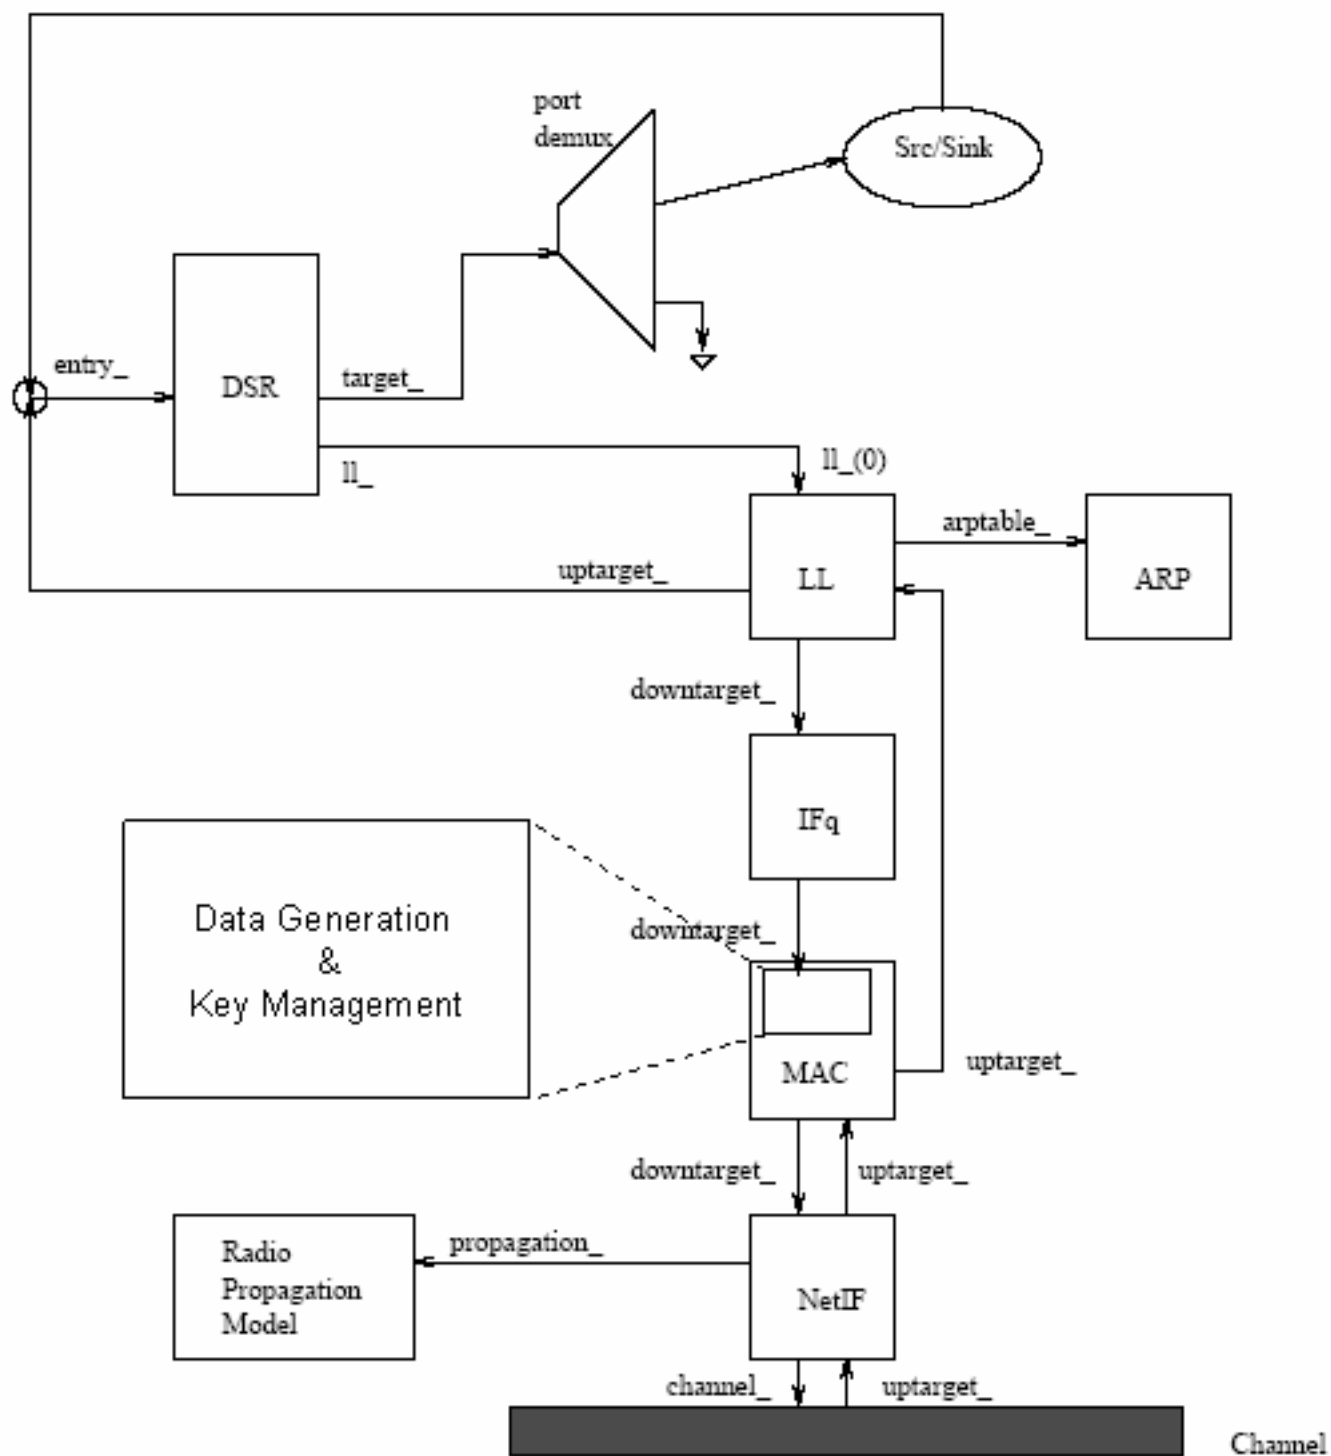 port
demux
Src/Sink
entry_
DSR
target_
ll_
ll_(0)
arptable_
uptarget_
LL
ARP
downtarget_
IFq
Data Generation
&
Key Management
downtarget_
MAC
uptarget_
downtarget_
uptarget_
Radio
Propagation
Model
propagation_
NetIF
channel_
uptarget_
Channel